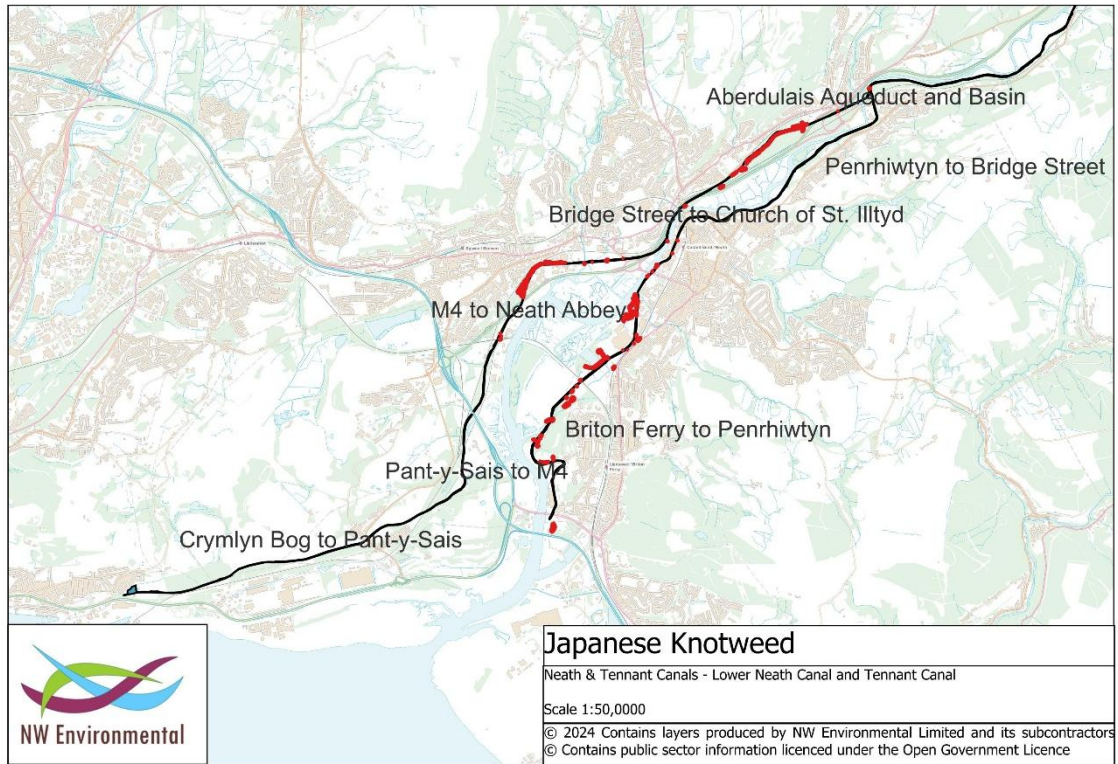 Aberdulais Aqueduct and Basin
Penrhiwtyn to Bridge Street
Bridge Street to Church of St. Illtyd
M4 to Neath Abbey
Briton Ferry to Penrhiwtyn
Pant-y-Sais to M4
Crymlyn Bog to Pant-y-Sais
NW Environmental
Japanese Knotweed
Neath & Tennant Canals - Lower Neath Canal and Tennant Canal
Scale 1:50,0000
© 2024 Contains layers produced by NW Environmental Limited and its subcontractors
© Contains public sector information licenced under the Open Government Licence